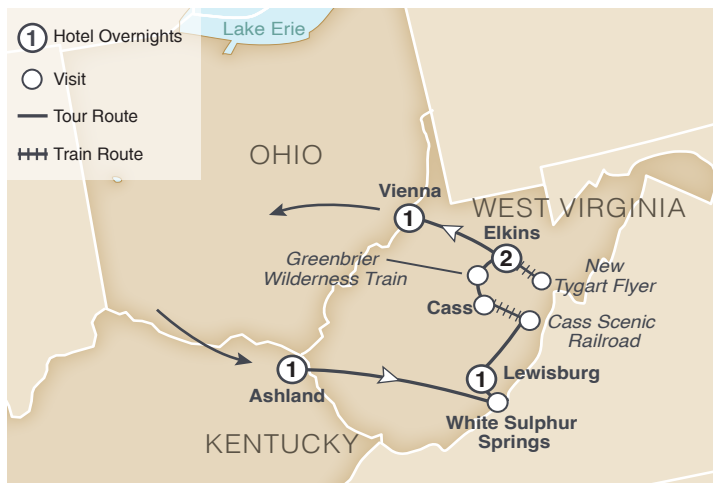 Lake Erie
1 Hotel Overnights
Visit
Tour Route
Train Route
OHIO
Vienna
1
WEST VIRGINIA
Elkins
2
Greenbrier
Wilderness Train
New
Tygart Flyer
Cass
Cass Scenic
Railroad
1
Ashland
1
Lewisburg
White Sulphur
Springs
KENTUCKY